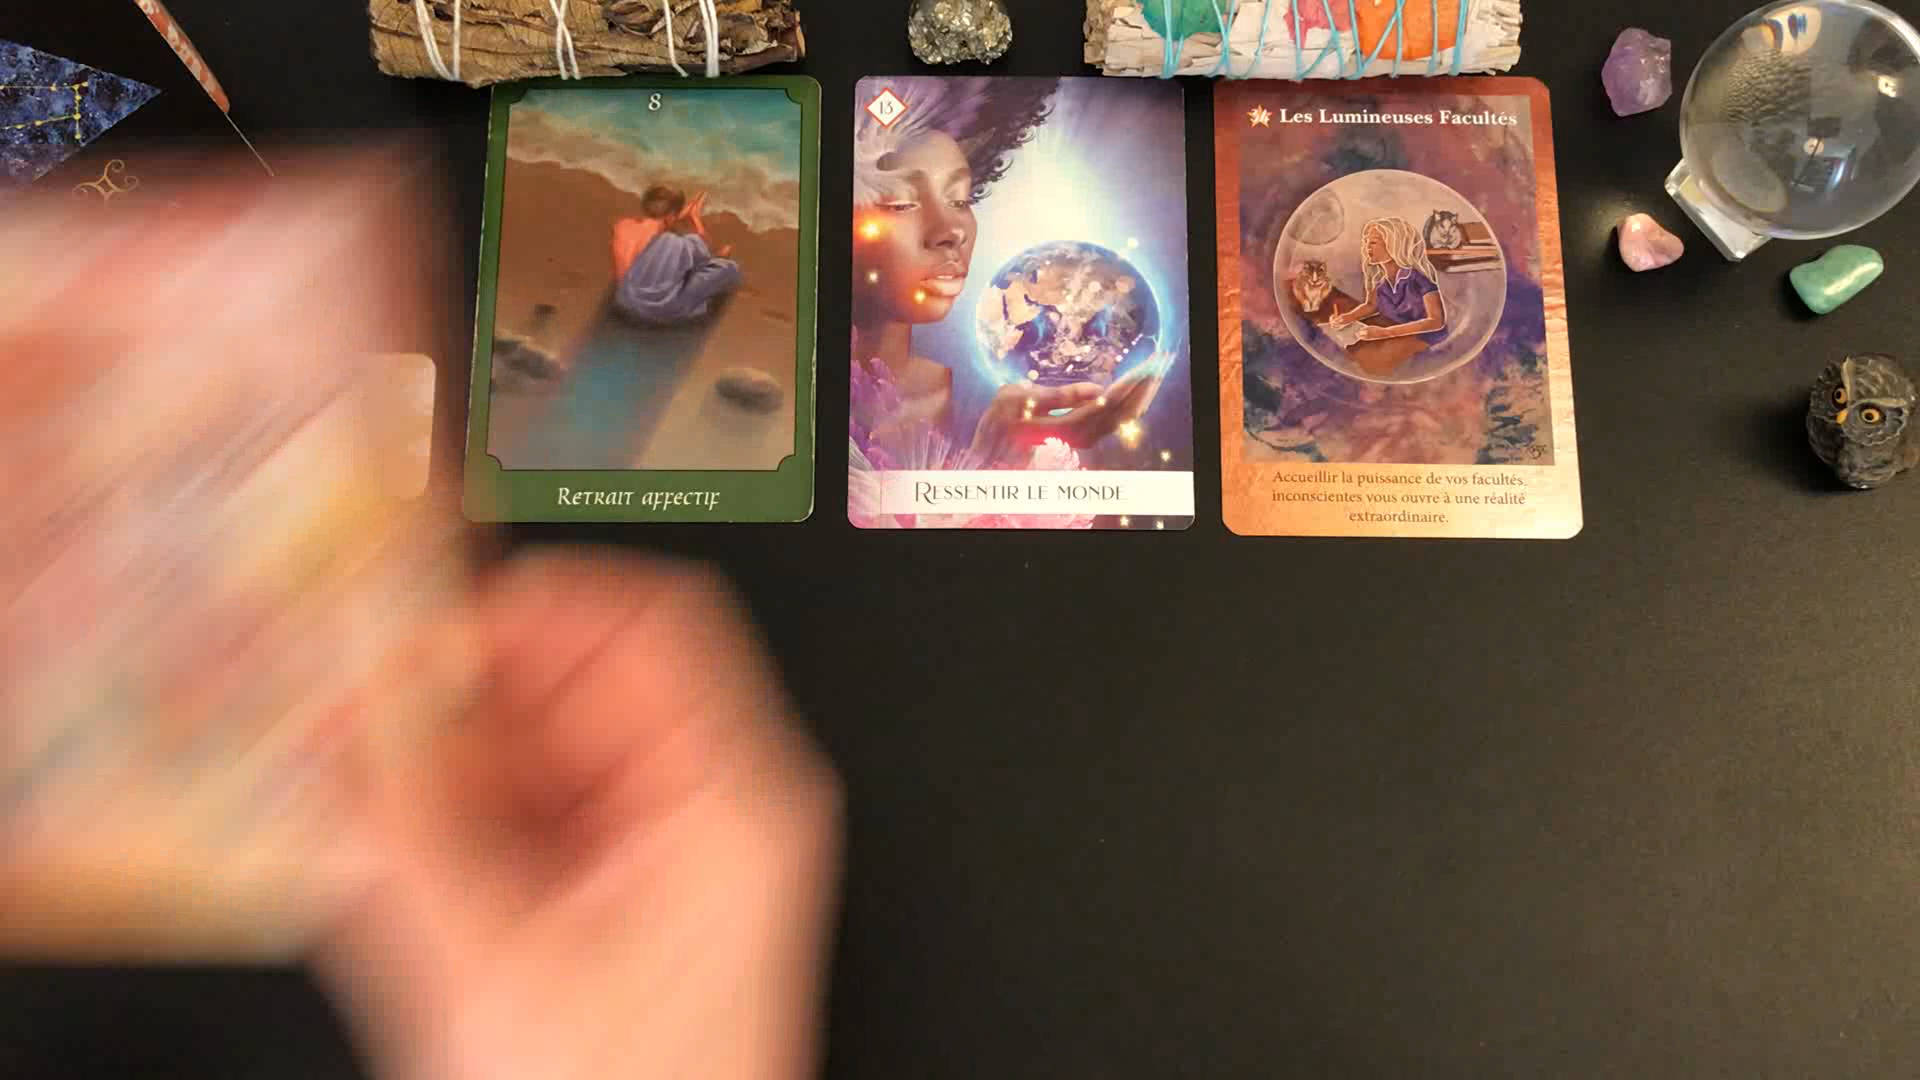 8
Retrait affectif
13
Ressentir le monde
34 Les Lumineuses Facultés
Accueillir la puissance de vos facultés
inconscientes vous ouvre à une réalité
extraordinaire.